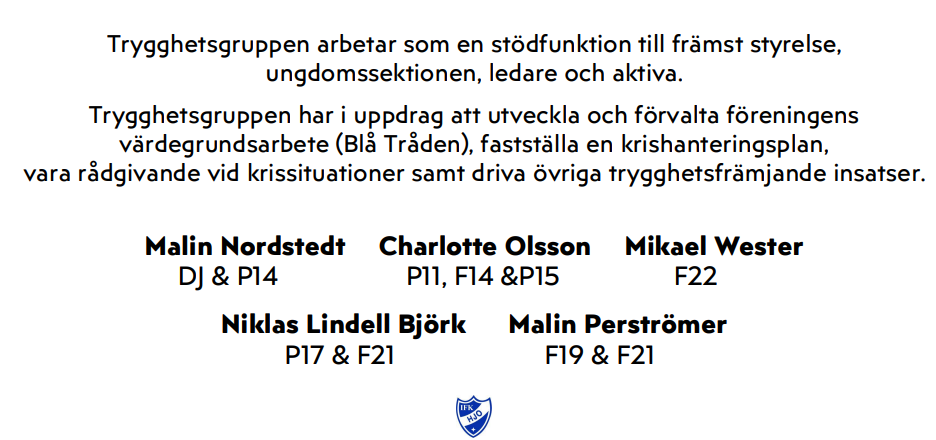 Trygghetsgruppen arbetar som en stödfunktion till främst styrelse,
ungdomssektionen, ledare och aktiva.
Trygghetsgruppen har i uppdrag att utveckla och förvalta föreningens
värdegrundsarbete (Blå Tråden), fastställa en krishanteringsplan,
vara rådgivande vid krissituationer samt driva övriga trygghetsfrämjande insatser.
Malin Nordstedt Charlotte Olsson Mikael Wester
DJ & P14 P11, F14 &P15 F22
Niklas Lindell Björk Malin Perströmer
P17 & F21 F19 & F21
IFK
HJO